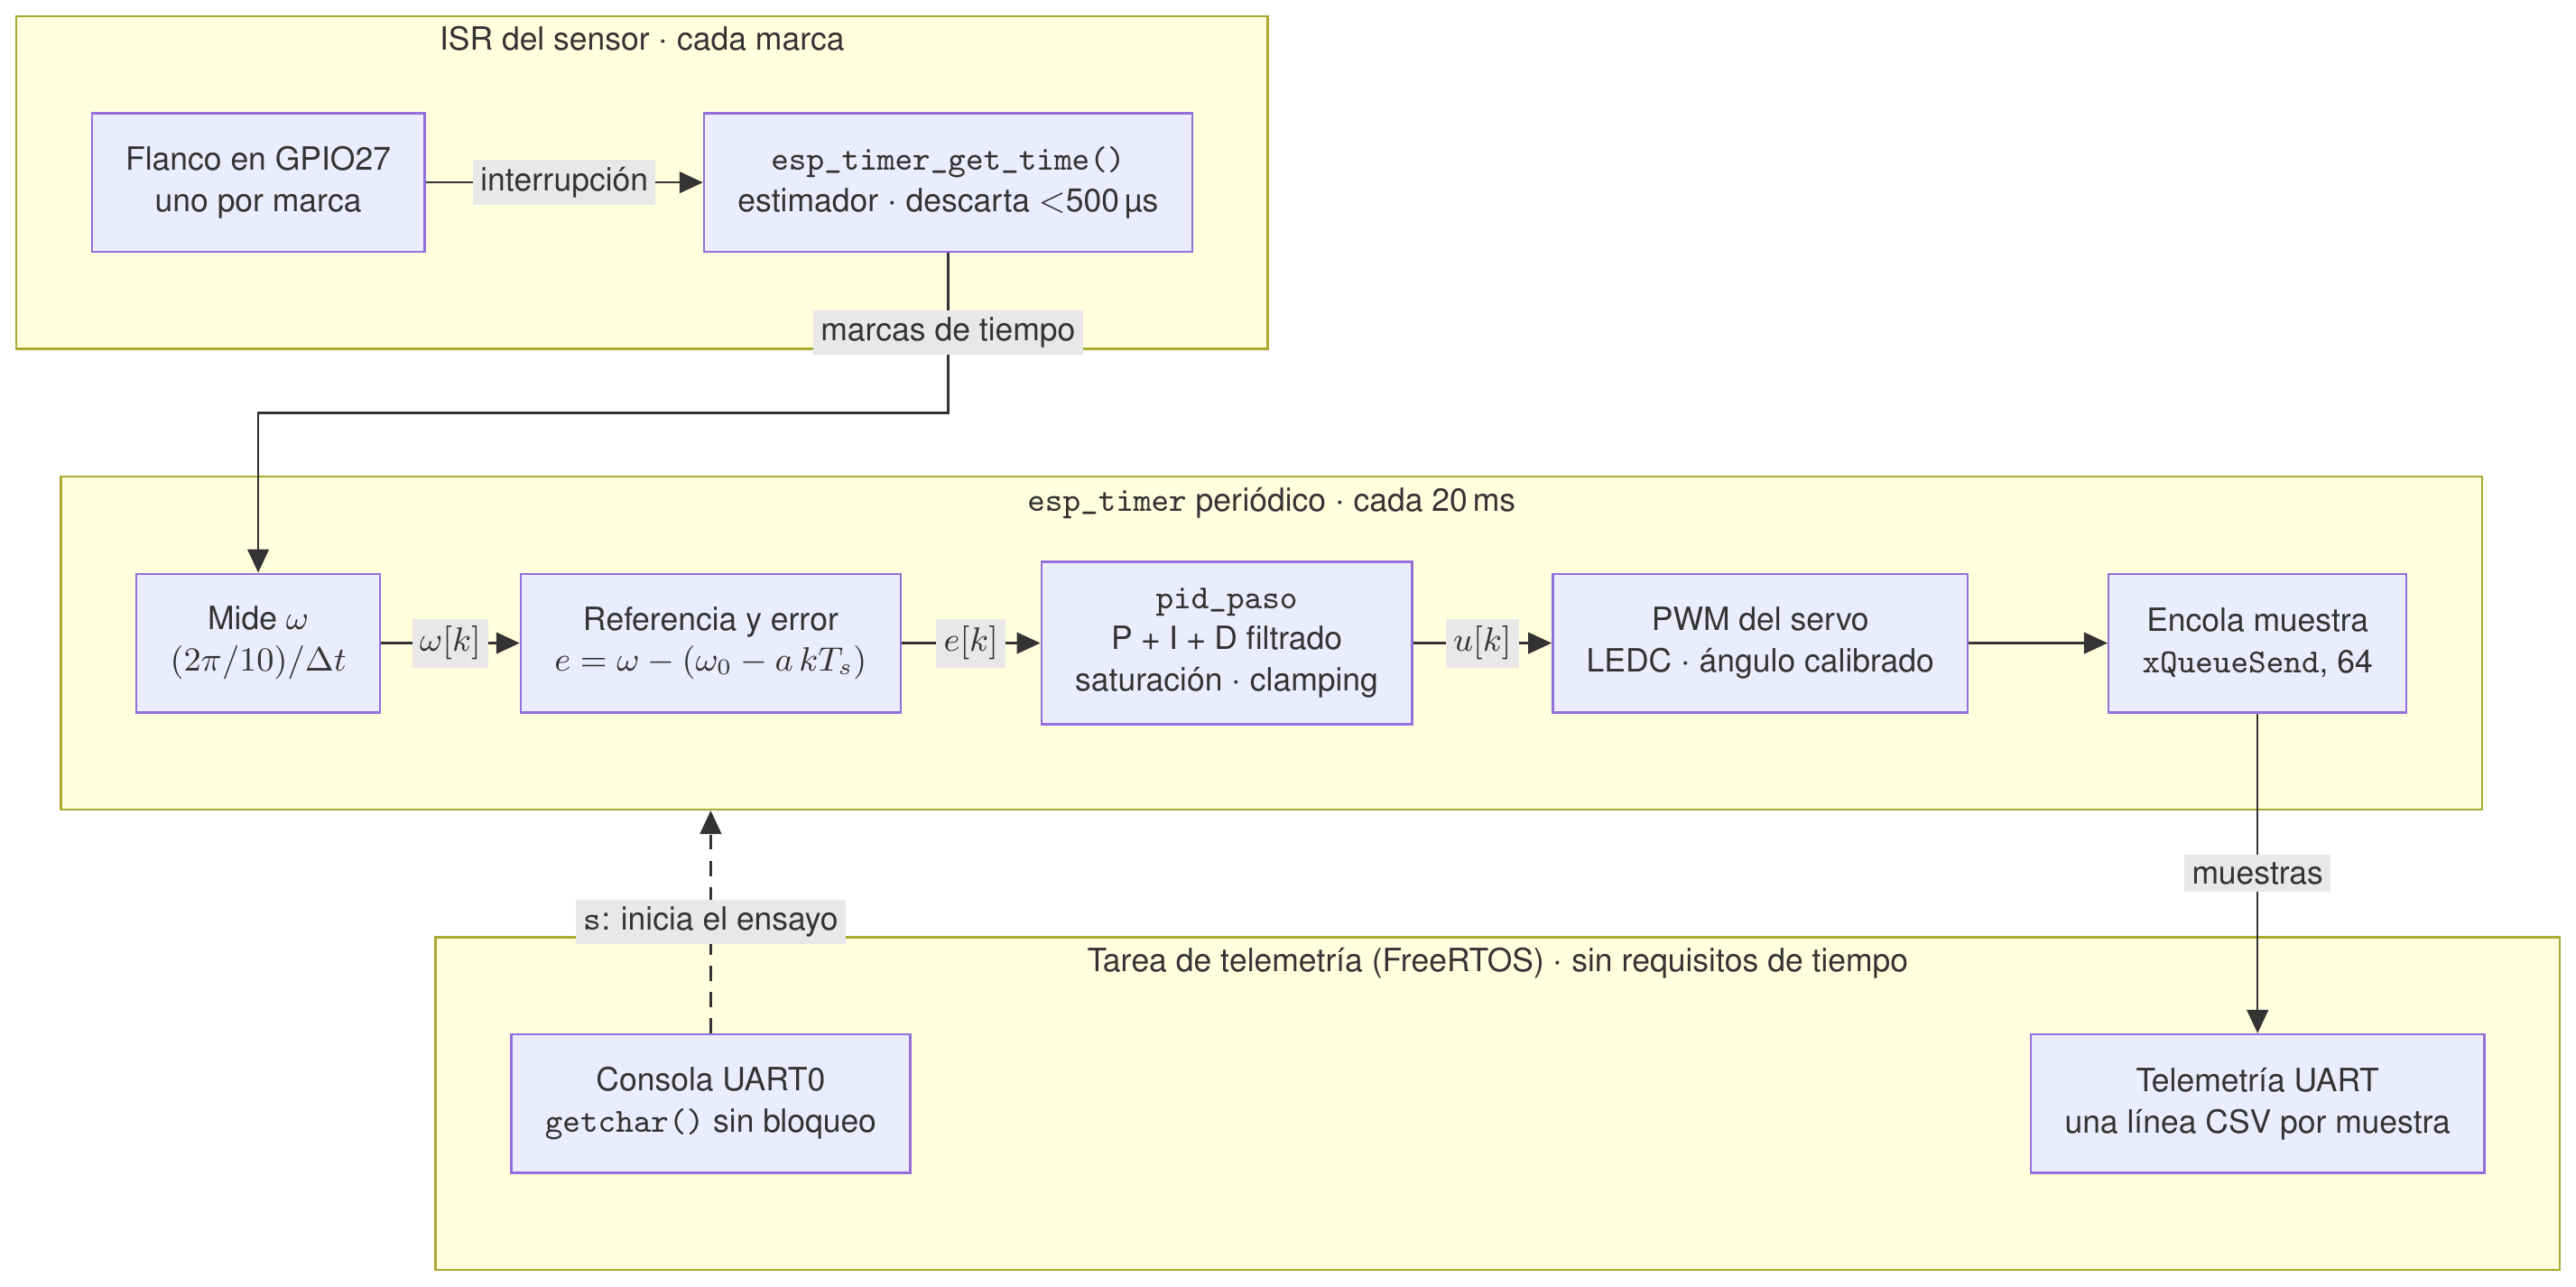 ISR del sensor · cada marca
Flanco en GPIO27
uno por marca
interrupción
esp_timer_get_time()
estimador · descarta <500 µs
marcas de tiempo
esp_timer periódico · cada 20 ms
Mide ω
(2π/10)/Δt
ω[k]
Referencia y error
e = ω − (ω₀ − a kTₛ)
e[k]
pid_paso
P + I + D filtrado
saturación · clamping
u[k]
PWM del servo
LEDC · ángulo calibrado
Encola muestra
xQueueSend, 64
muestras
s: inicia el ensayo
Tarea de telemetría (FreeRTOS) · sin requisitos de tiempo
Consola UART0
getchar() sin bloqueo
Telemetría UART
una línea CSV por muestra